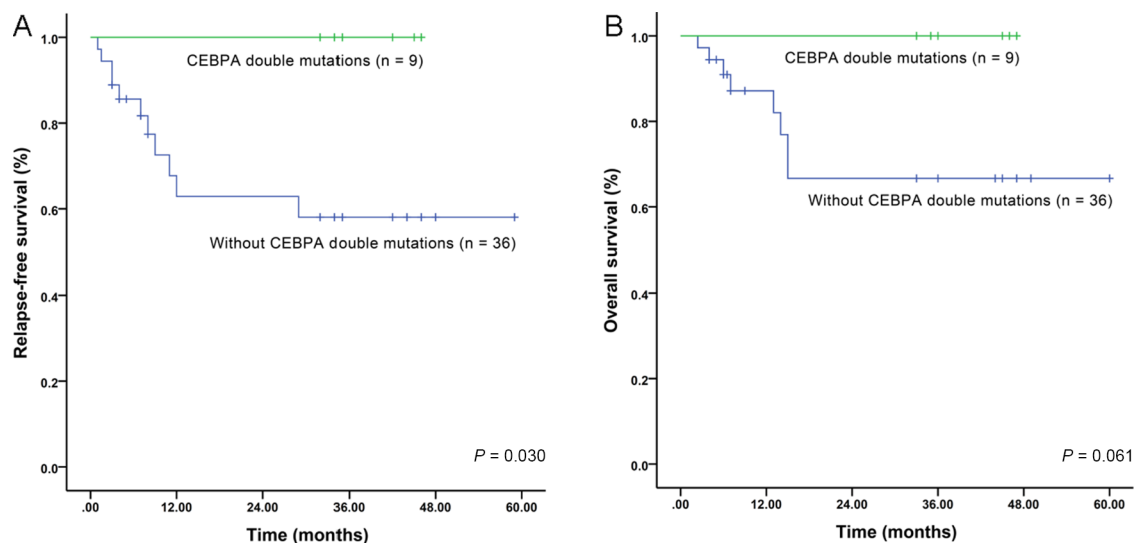 A
Relapse-free survival (%)
1.0
0.8
0.6
0.4
0.2
0.0
CEBPA double mutations (n = 9)
Without CEBPA double mutations (n = 36)
P = 0.030
.00 12.00 24.00 36.00 48.00 60.00
Time (months)
B
Overall survival (%)
1.0
0.8
0.6
0.4
0.2
0.0
CEBPA double mutations (n = 9)
Without CEBPA double mutations (n = 36)
P = 0.061
.00 12.00 24.00 36.00 48.00 60.00
Time (months)